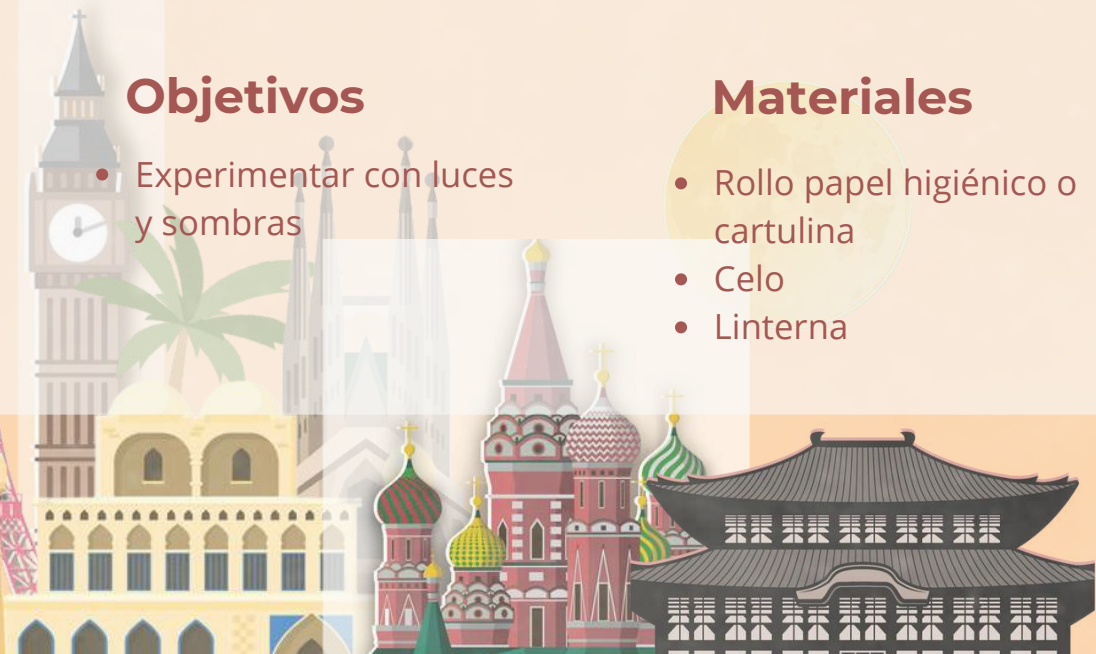 Objetivos
• Experimentar con luces
y sombras
Materiales
• Rollo papel higiénico o
cartulina
• Celo
• Linterna